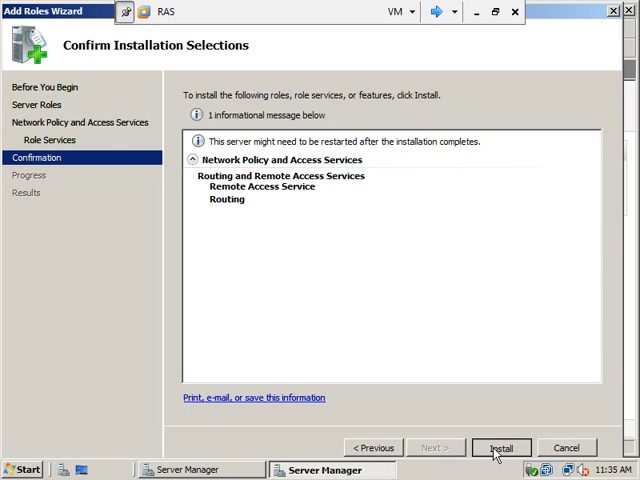 Add Roles Wizard
RAS
VM
Confirm Installation Selections
Before You Begin
Server Roles
Network Policy and Access Services
Role Services
Confirmation
Progress
Results
To install the following roles, role services, or features, click Install.
1 informational message below
This server might need to be restarted after the installation completes.
Network Policy and Access Services
Routing and Remote Access Services
Remote Access Service
Routing
Print, e-mail, or save this information
< Previous
Next >
Install
Cancel
Start
Server Manager
Server Manager
11:35 AM